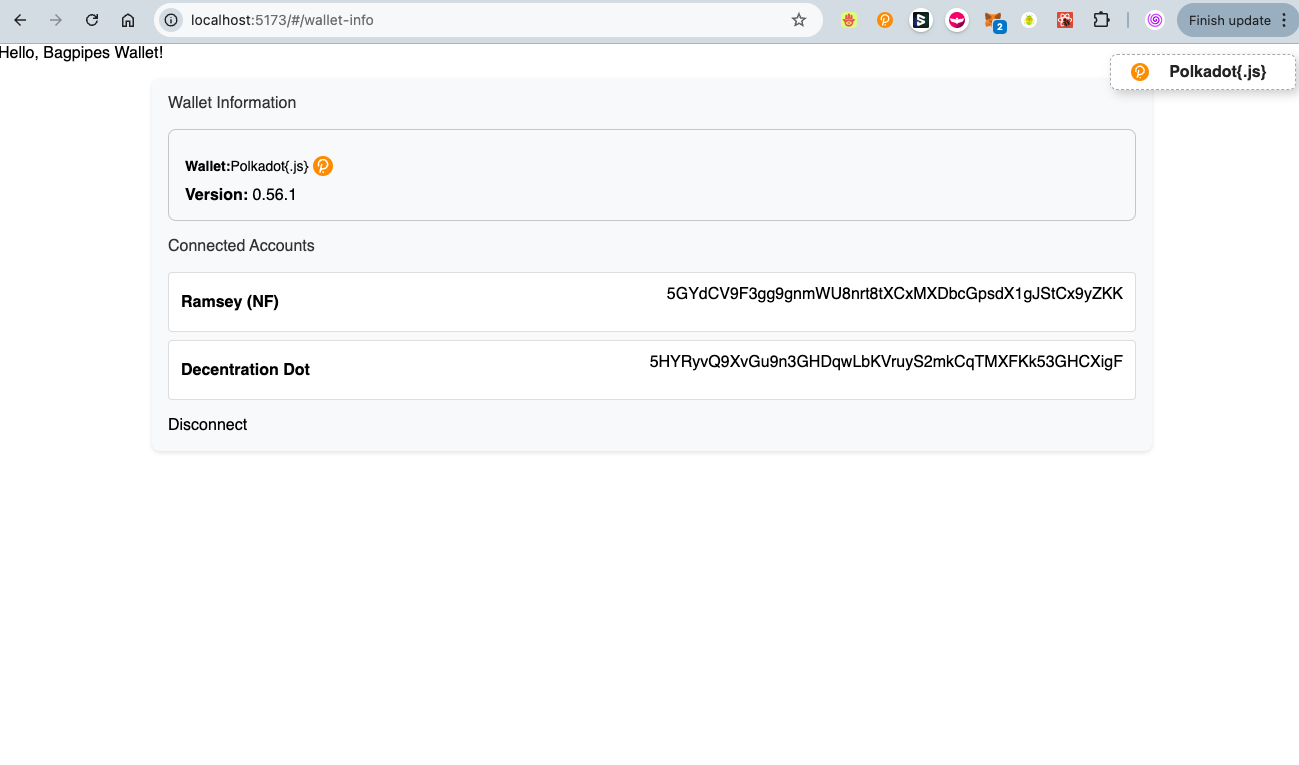 localhost:5173/#/wallet-info
2
Finish update
Hello, Bagpipes Wallet!
Polkadot{.js}
Wallet Information
Wallet:Polkadot{.js}
Version: 0.56.1
Connected Accounts
Ramsey (NF) 5GYdCV9F3gg9gnmWU8nrt8tXCxMXDbcGpsdX1gJStCx9yZKK
Decentration Dot 5HYRyvQ9XvGu9n3GHDqwLbKVruyS2mkCqTMXFKk53GHCXigF
Disconnect